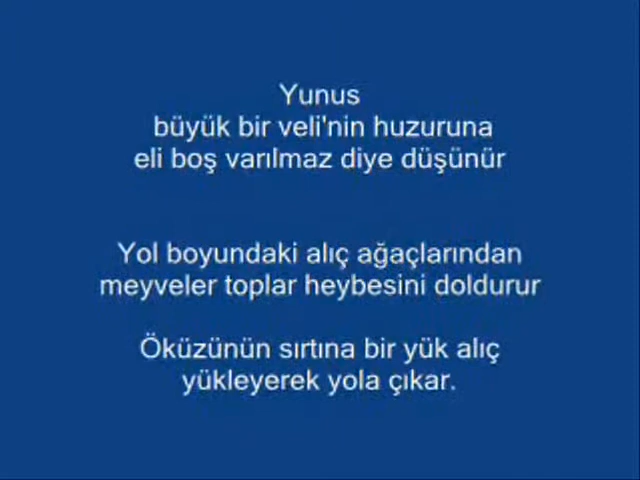 Yunus
büyük bir veli'nin huzuruna
eli boş varılmaz diye düşünür
Yol boyundaki alıç ağaçlarından
meyveler toplar heybesini doldurur
Öküzünün sırtına bir yük alıç
yükleyerek yola çıkar.